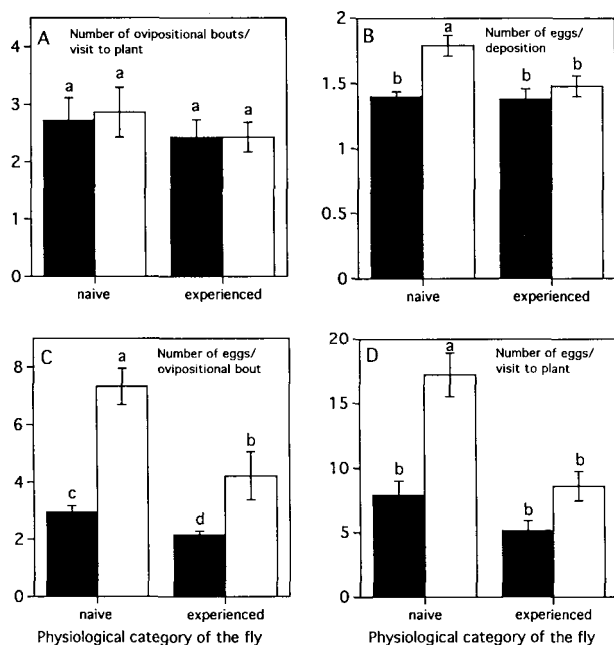 A Number of ovipositional bouts/
visit to plant
4
3
2
1
0
a a a a
naive experienced
B Number of eggs/
deposition
2
1.5
1
0.5
0
b a b b
naive experienced
C Number of eggs/
ovipositional bout
8
6
4
2
0
c a d b
naive experienced
Physiological category of the fly
D Number of eggs/
visit to plant
20
15
10
5
0
b a b b
naive experienced
Physiological category of the fly